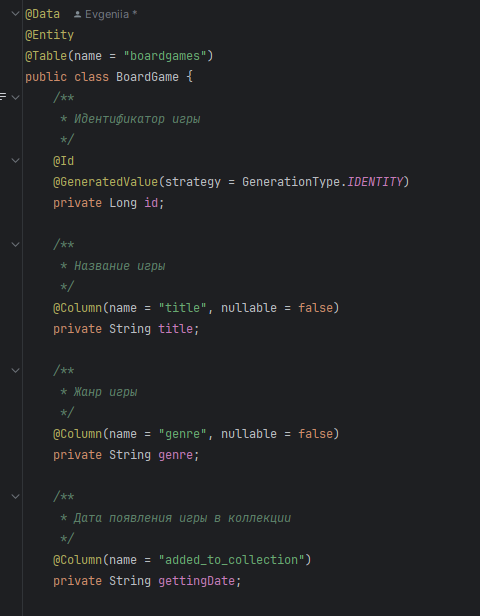 @Data Evgeniia *
@Entity
@Table(name = "boardgames")
public class BoardGame {
/**
* Идентификатор игры
*/
@Id
@GeneratedValue(strategy = GenerationType.IDENTITY)
private Long id;
/**
* Название игры
*/
@Column(name = "title", nullable = false)
private String title;
/**
* Жанр игры
*/
@Column(name = "genre", nullable = false)
private String genre;
/**
* Дата появления игры в коллекции
*/
@Column(name = "added_to_collection")
private String gettingDate;